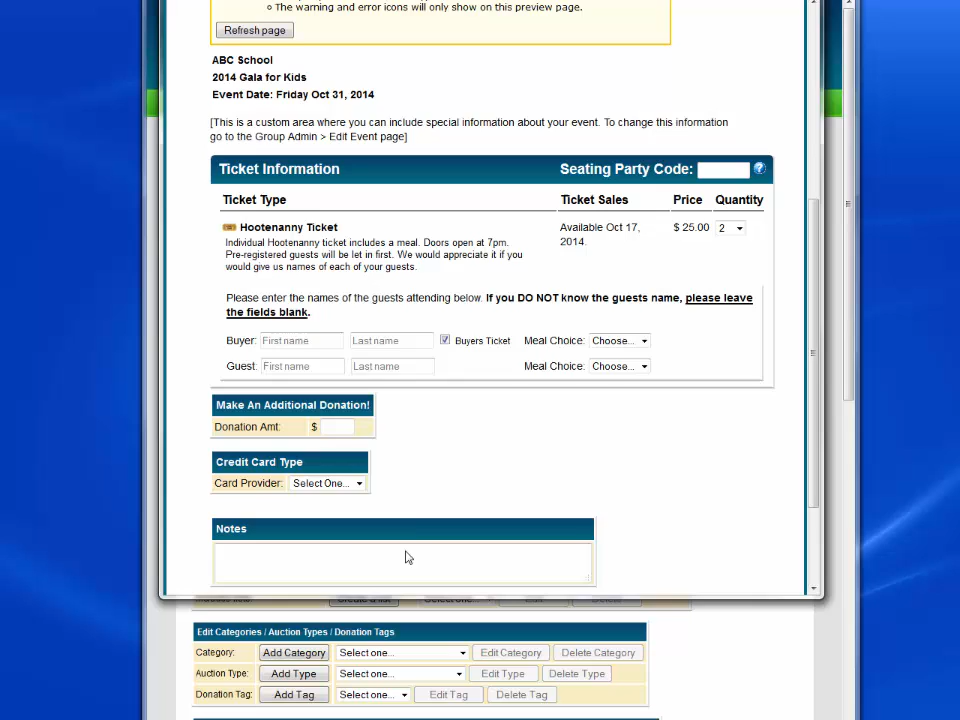 ○ The warning and error icons will only show on this preview page.
Refresh page
ABC School
2014 Gala for Kids
Event Date: Friday Oct 31, 2014
[This is a custom area where you can include special information about your event. To change this information
go to the Group Admin > Edit Event page]
Ticket Information Seating Party Code: ?
Ticket Type Ticket Sales Price Quantity
Hootenanny Ticket Available Oct 17, $ 25.00 2
2014.
Individual Hootenanny ticket includes a meal. Doors open at 7pm.
Pre-registered guests will be let in first. We would appreciate it if you
would give us names of each of your guests.
Please enter the names of the guests attending below. If you DO NOT know the guests name, please leave
the fields blank.
Buyer: First name Last name Buyers Ticket Meal Choice: Choose...
Guest: First name Last name Meal Choice: Choose...
Make An Additional Donation!
Donation Amt: $
Credit Card Type
Card Provider: Select One...
Notes
Edit Categories / Auction Types / Donation Tags
Category: Add Category Select one... Edit Category Delete Category
Auction Type: Add Type Select one... Edit Type Delete Type
Donation Tag: Add Tag Select one... Edit Tag Delete Tag